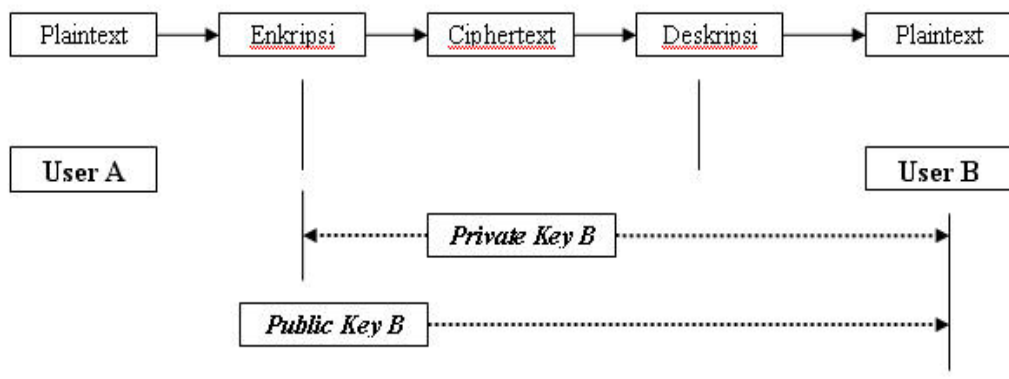 Plaintext
Enkripsi
Ciphertext
Deskripsi
Plaintext
User A
User B
Private Key B
Public Key B